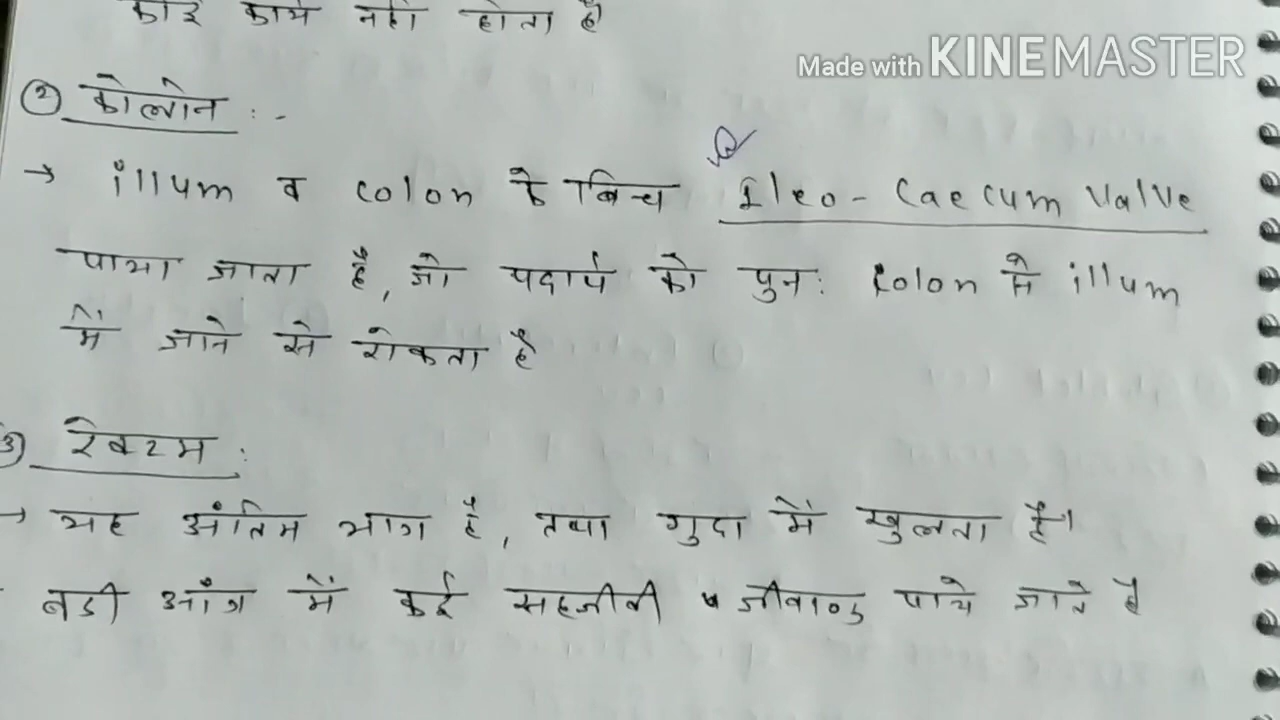 कोई कार्य नही होता है
Made with KINEMASTER
② कोलोन :-
→ illum व colon के बिच Ileo - Caecum Valve
पाया जाता है, जो पदार्थ को पुनः colon से illum
में जाने से रोकता है
3) रेक्टम :
→ यह अंतिम भाग है, तथा गुदा में खुलता है।
बडी आंत्र में कई सहजीवी जीवाणु पाये जाते है